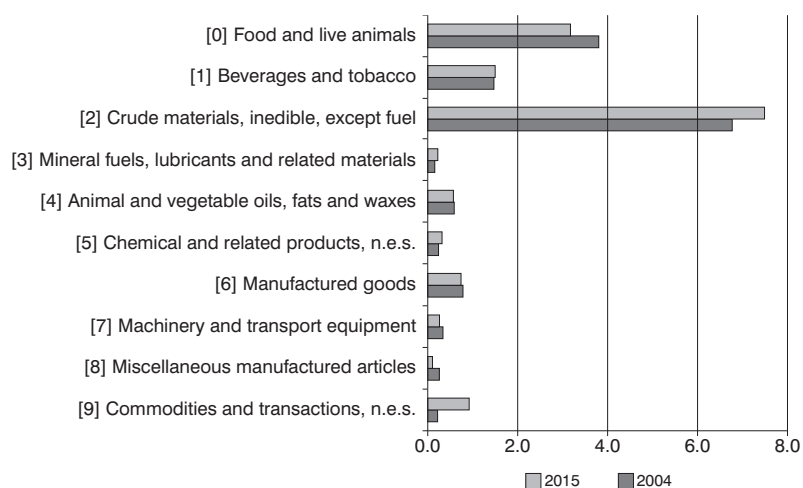 [0] Food and live animals
[1] Beverages and tobacco
[2] Crude materials, inedible, except fuel
[3] Mineral fuels, lubricants and related materials
[4] Animal and vegetable oils, fats and waxes
[5] Chemical and related products, n.e.s.
[6] Manufactured goods
[7] Machinery and transport equipment
[8] Miscellaneous manufactured articles
[9] Commodities and transactions, n.e.s.
0.0 2.0 4.0 6.0 8.0
2015 2004